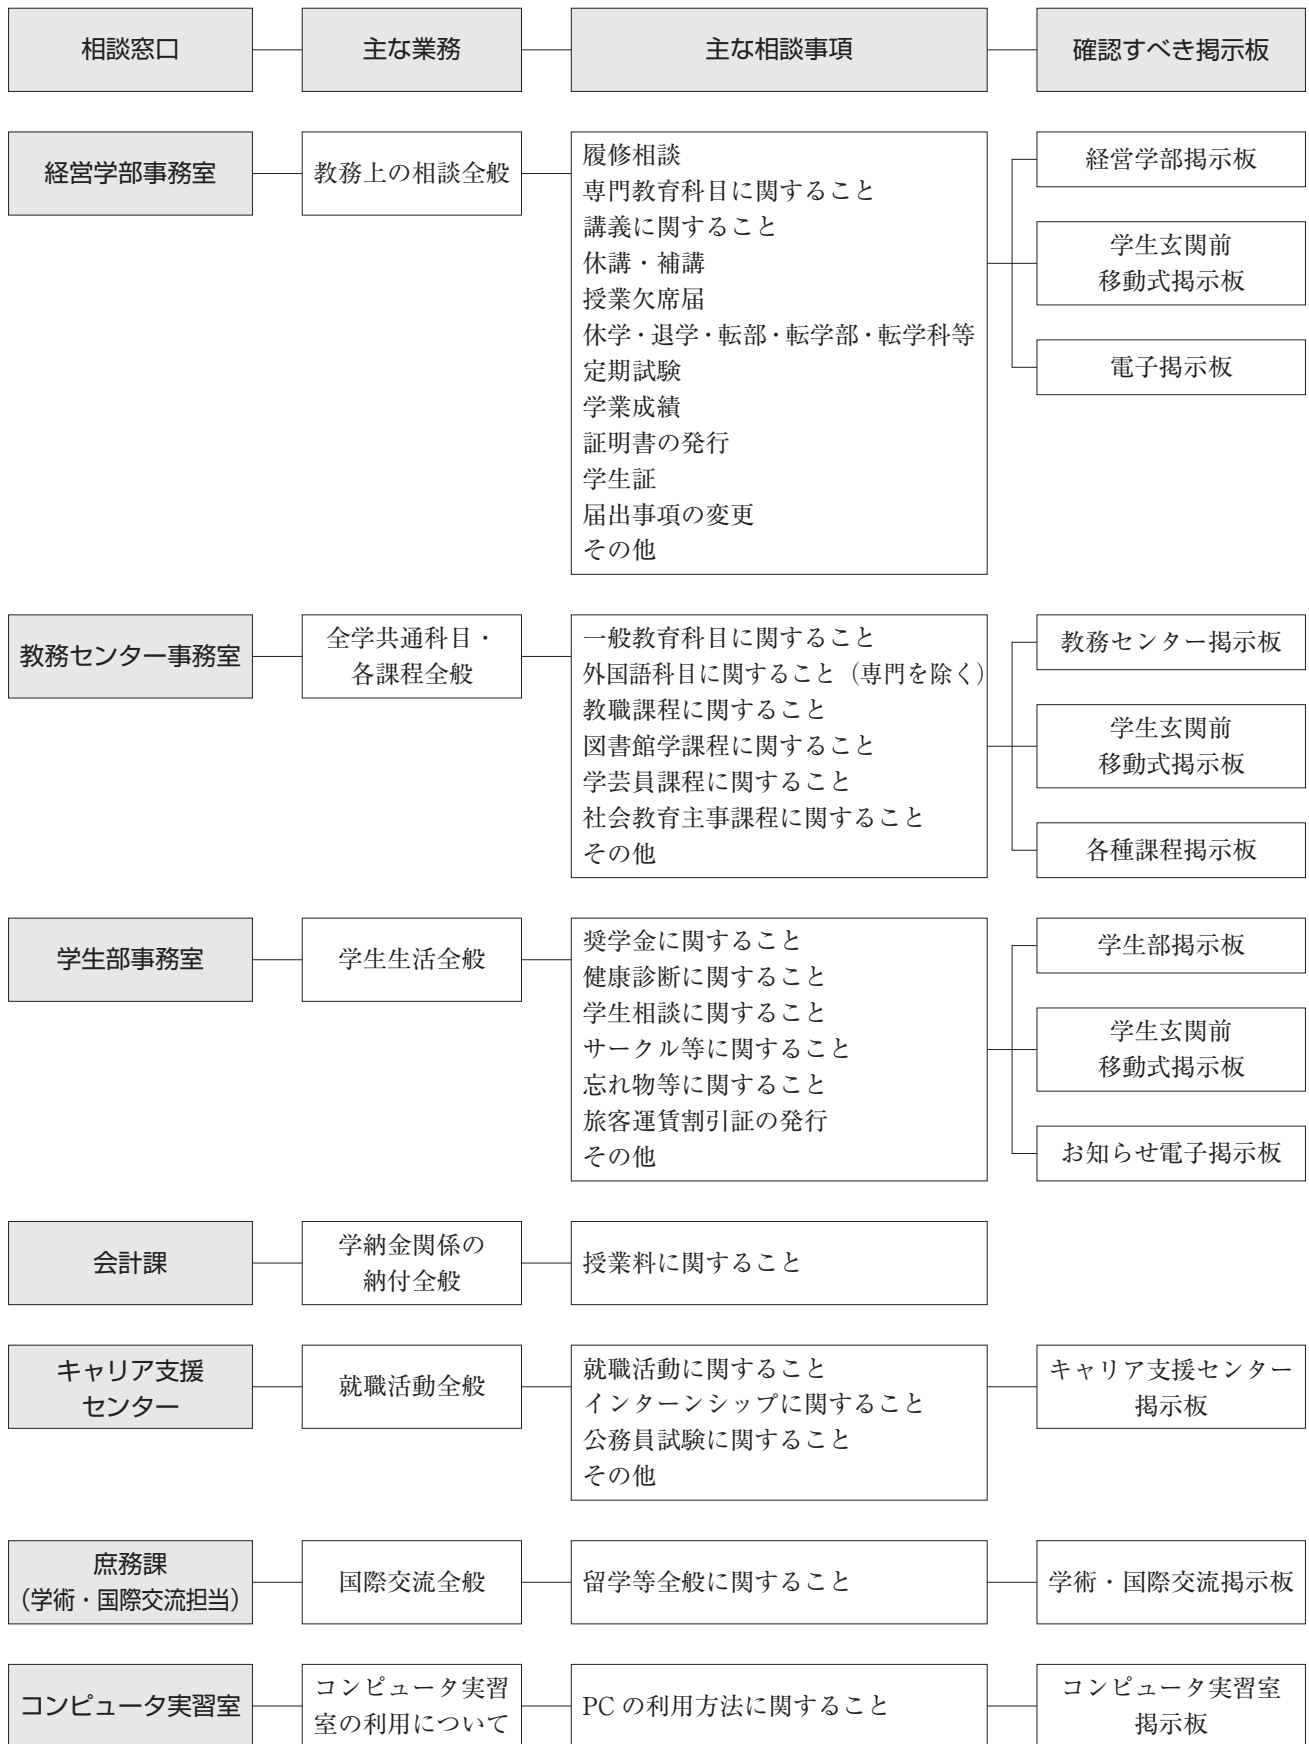 相談窓口
主な業務
主な相談事項
確認すべき掲示板
経営学部事務室
教務上の相談全般
履修相談
専門教育科目に関すること
講義に関すること
休講・補講
授業欠席届
休学・退学・転部・転学部・転学科等
定期試験
学業成績
証明書の発行
学生証
届出事項の変更
その他
経営学部掲示板
学生玄関前
移動式掲示板
電子掲示板
教務センター事務室
全学共通科目・
各課程全般
一般教育科目に関すること
外国語科目に関すること（専門を除く）
教職課程に関すること
図書館学課程に関すること
学芸員課程に関すること
社会教育主事課程に関すること
その他
教務センター掲示板
学生玄関前
移動式掲示板
各種課程掲示板
学生部事務室
学生生活全般
奨学金に関すること
健康診断に関すること
学生相談に関すること
サークル等に関すること
忘れ物等に関すること
旅客運賃割引証の発行
その他
学生部掲示板
学生玄関前
移動式掲示板
お知らせ電子掲示板
会計課
学納金関係の
納付全般
授業料に関すること
キャリア支援
センター
就職活動全般
就職活動に関すること
インターンシップに関すること
公務員試験に関すること
その他
キャリア支援センター
掲示板
庶務課
（学術・国際交流担当）
国際交流全般
留学等全般に関すること
学術・国際交流掲示板
コンピュータ実習室
コンピュータ実習
室の利用について
PC の利用方法に関すること
コンピュータ実習室
掲示板